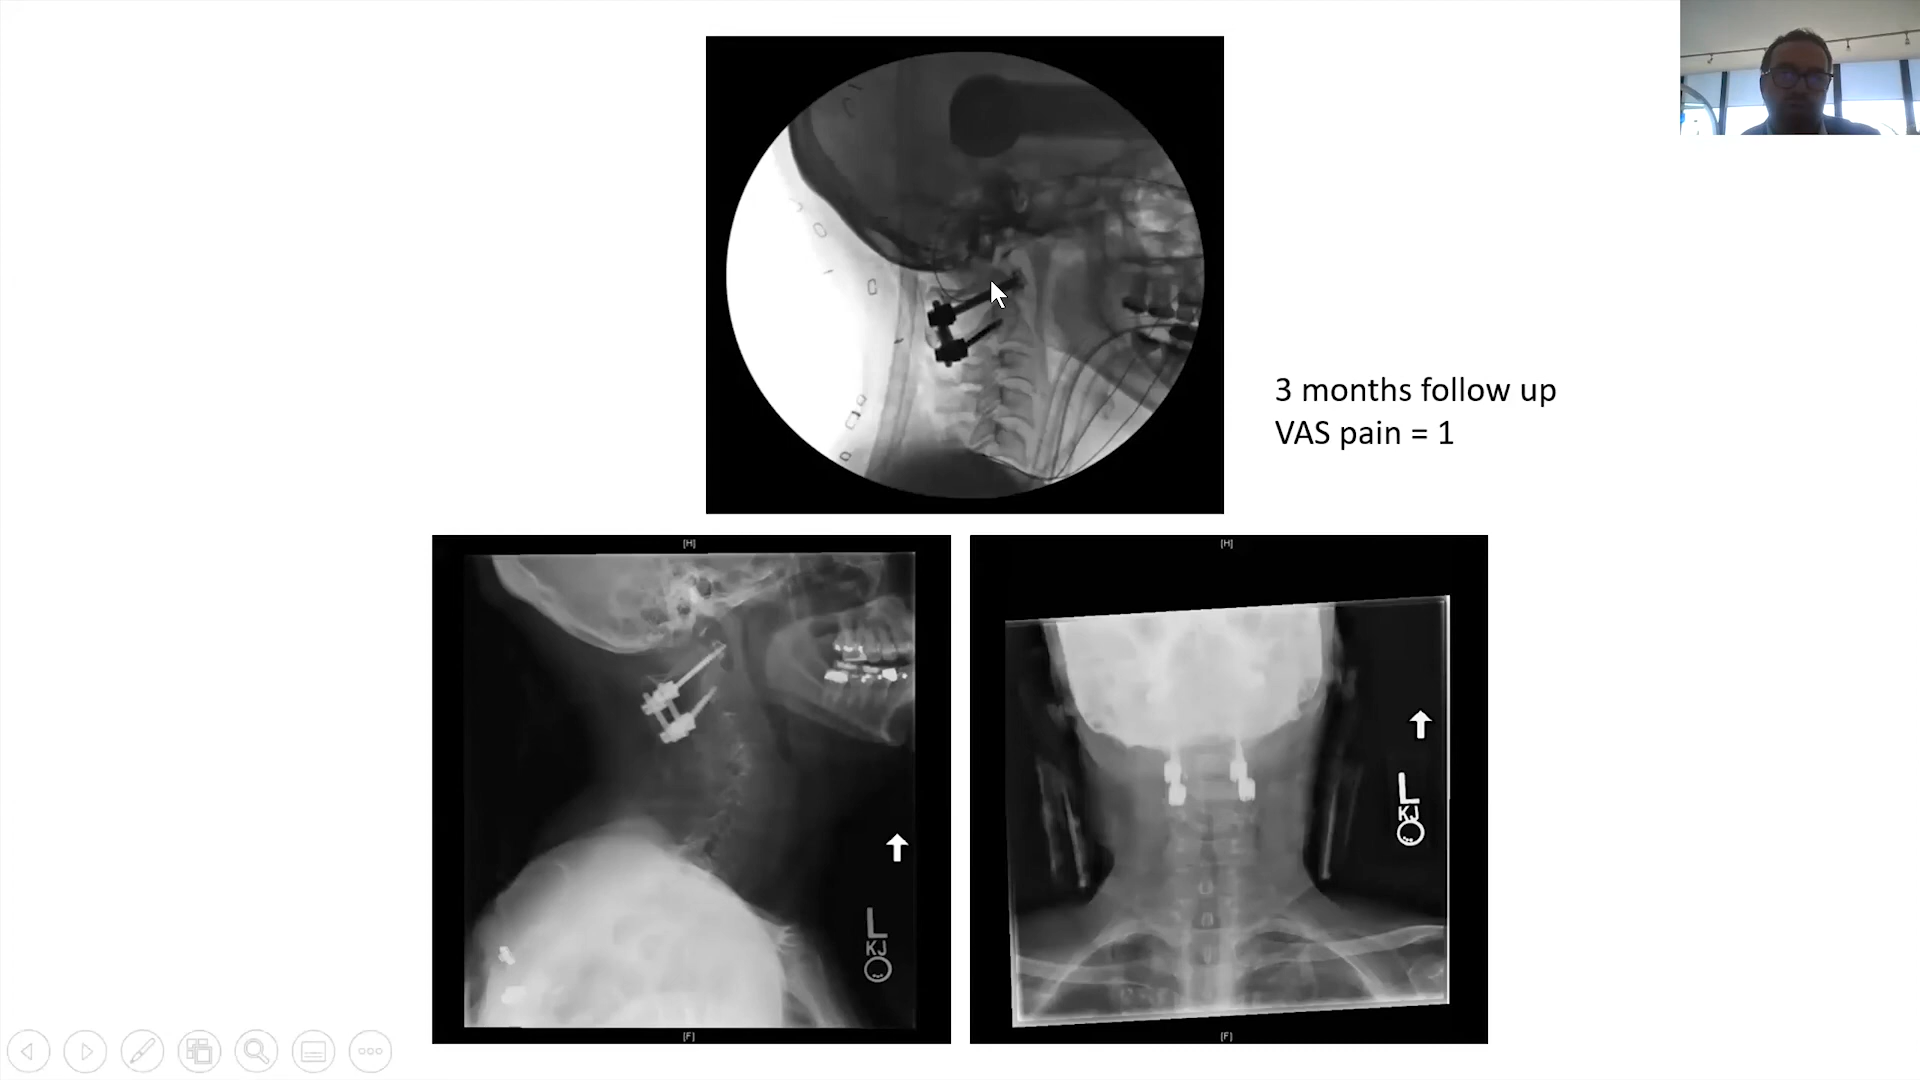 3 months follow up
VAS pain = 1
[H]
[H]
L
KJ
L
KJ
[F]
[F]